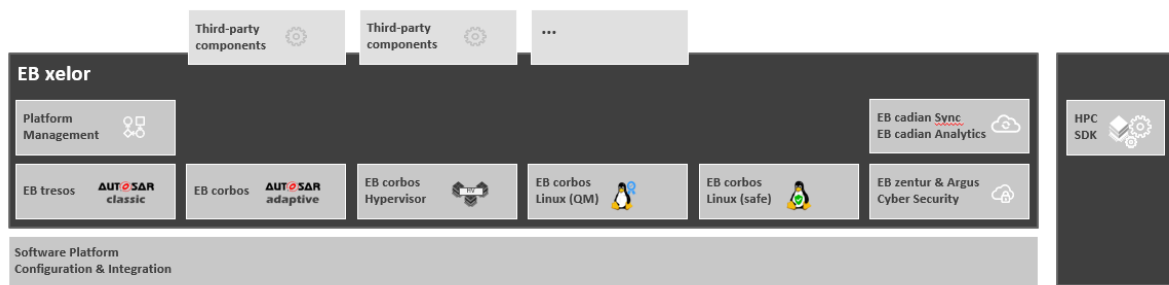 Third-party
components
Third-party
components
...
EB xelor
Platform
Management
EB cadian Sync
EB cadian Analytics
HPC
SDK
EB tresos
AUTOSAR
classic
EB corbos
AUTOSAR
adaptive
EB corbos
Hypervisor
HV
EB corbos
Linux (QM)
EB corbos
Linux (safe)
EB zentur & Argus
Cyber Security
Software Platform
Configuration & Integration